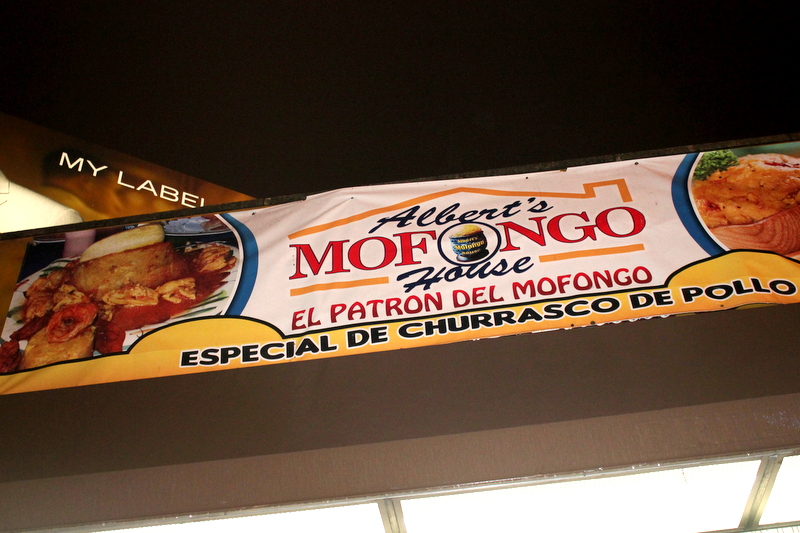 MY LABEL
Albert's
MOFONGO
House
EL PATRON DEL MOFONGO
ESPECIAL DE CHURRASCO DE POLLO